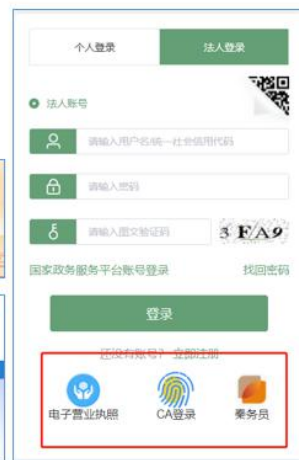 个人登录 法人登录
法人账号
请输入用户名/统一社会信用代码
请输入密码
请输入图文验证码 3 F A9
国家政务服务平台账号登录 找回密码
登录
还没有账号？ 立即注册
电子营业执照 CA登录 秦务员